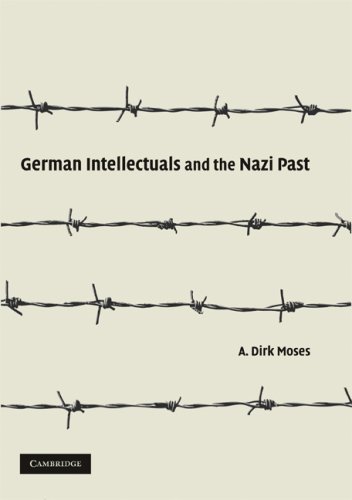 German Intellectuals and the Nazi Past
A. Dirk Moses
CAMBRIDGE